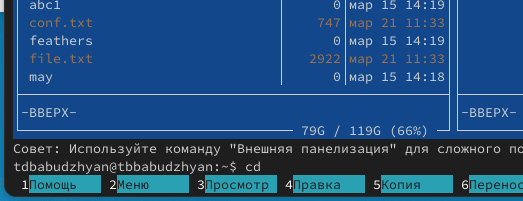 abc1 0 мар 15 14:19
conf.txt 747 мар 21 11:33
feathers 0 мар 15 14:19
file.txt 2922 мар 21 11:33
may 0 мар 15 14:18
-ВВЕРХ- -ВВЕРХ-
79G / 119G (66%)
Совет: Используйте команду "Внешняя панелизация" для сложного по
tdbabudzhyan@tbbabudzhyan:~$ cd
1Помощь 2Меню 3Просмотр 4Правка 5Копия 6Перенос